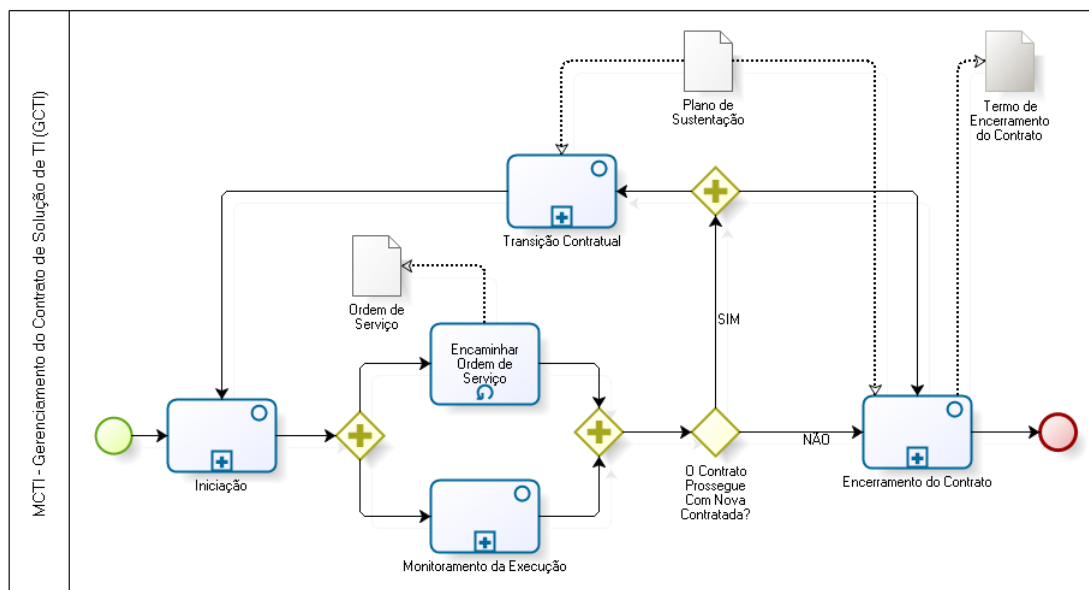 MCTI - Gerenciamento do Contrato de Solução de TI (GCTI)
Plano de
Sustentação
Termo de
Encerramento
do Contrato
Transição Contratual
Ordem de
Serviço
Encaminhar
Ordem de
Serviço
SIM
NÃO
Iniciação
O Contrato
Prossegue
Com Nova
Contratada?
Encerramento do Contrato
Monitoramento da Execução